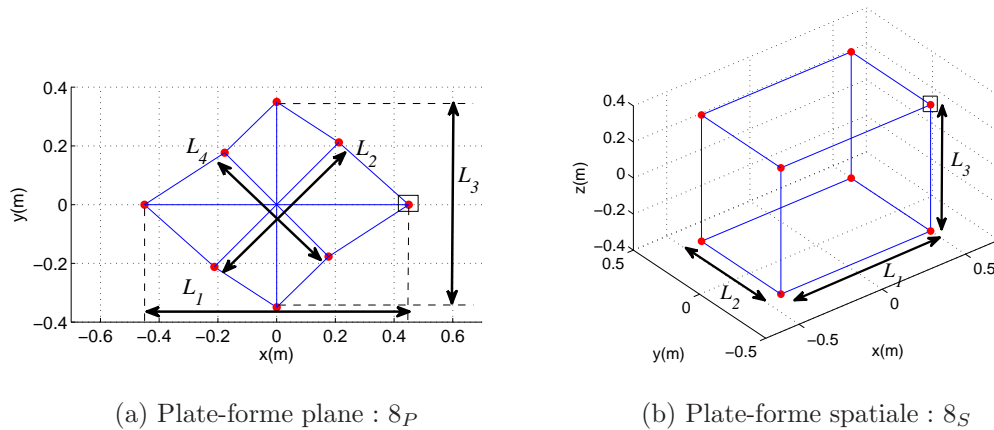 0.4
0.2
0
−0.2
−0.4
y(m)
−0.6 −0.4 −0.2 0 0.2 0.4 0.6
x(m)
L4
L2
L3
L1
(a) Plate-forme plane : 8P
0.4
0.2
0
−0.2
−0.4
z(m)
0.5
0
−0.5
y(m)
−0.5
0
0.5
x(m)
L3
L1
L2
(b) Plate-forme spatiale : 8S